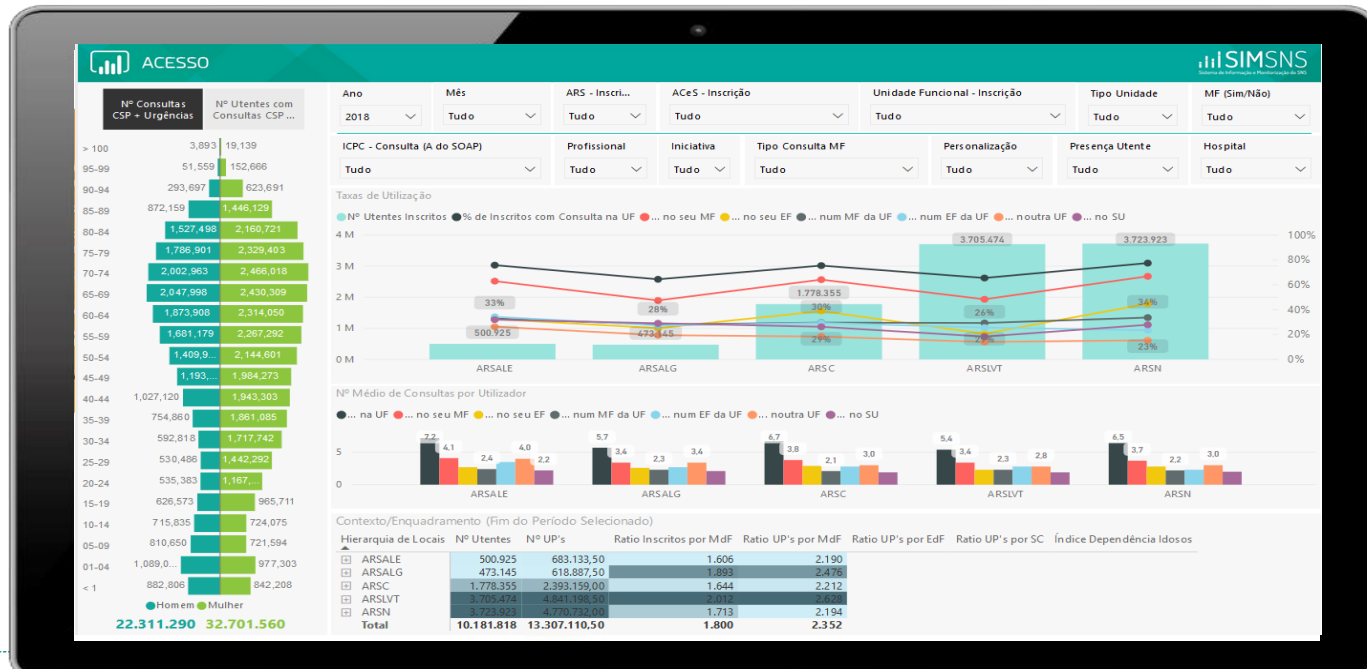 ACESSO
SIMSNS
Sistema de Informação e Monitorização do SNS
Nº Consultas CSP + Urgências
Nº Utentes com Consultas CSP ...
Ano
2018
Mês
Tudo
ARS - Inscri...
Tudo
ACeS - Inscrição
Tudo
Unidade Funcional - Inscrição
Tudo
Tipo Unidade
Tudo
MF (Sim/Não)
Tudo
ICPC - Consulta (A do SOAP)
Tudo
Profissional
Tudo
Iniciativa
Tudo
Tipo Consulta MF
Tudo
Personalização
Tudo
Presença Utente
Tudo
Hospital
Tudo
> 100 3,893 19,139
95-99 51,559 152,666
90-94 293,697 623,691
85-89 872,159 1,446,129
80-84 1,527,498 2,160,721
75-79 1,786,901 2,329,403
70-74 2,002,963 2,466,018
65-69 2,047,998 2,430,309
60-64 1,873,908 2,314,050
55-59 1,681,179 2,267,292
50-54 1,409,9... 2,144,601
45-49 1,193,... 1,984,273
40-44 1,027,120 1,943,303
35-39 754,860 1,861,085
30-34 592,818 1,717,742
25-29 530,486 1,442,292
20-24 535,383 1,167,...
15-19 626,573 965,711
10-14 715,835 724,075
05-09 810,650 721,594
01-04 1,089,0... 977,303
< 1 882,806 842,208
Homem Mulher
22.311.290 32.701.560
Taxas de Utilização
Nº Utentes Inscritos % de Inscritos com Consulta na UF ... no seu MF ... no seu EF ... num MF da UF ... num EF da UF ... noutra UF ... no SU
4 M 3.705.474 3.723.923 100%
80%
3 M
60%
2 M 33% 28% 1.778.355 30% 26% 34% 40%
1 M 500.925 473.145 29% 23% 20%
0 M 0%
ARSALE ARSALG ARSC ARSLVT ARSN
Nº Médio de Consultas por Utilizador
... na UF ... no seu MF ... no seu EF ... num MF da UF ... num EF da UF ... noutra UF ... no SU
5
0
7,2 4,1 2,4 4,0 2,2
5,7 3,4 2,3 3,4
6,7 3,8 2,1 3,0
5,4 3,4 2,3 2,8
6,5 3,7 2,2 3,0
ARSALE ARSALG ARSC ARSLVT ARSN
Contexto/Enquadramento (Fim do Período Selecionado)
Hierarquia de Locais Nº Utentes Nº UP's Ratio Inscritos por MdF Ratio UP's por MdF Ratio UP's por EdF Ratio UP's por SC Índice Dependência Idosos
ARSALE 500.925 683.133,50 1.606 2.190
ARSALG 473.145 618.887,50 1.893 2.476
ARSC 1.778.355 2.393.159,00 1.644 2.212
ARSLVT 3.705.474 4.841.198,50 2.012 2.628
ARSN 3.723.923 4.770.732,00 1.713 2.194
Total 10.181.818 13.307.110,50 1.800 2.352